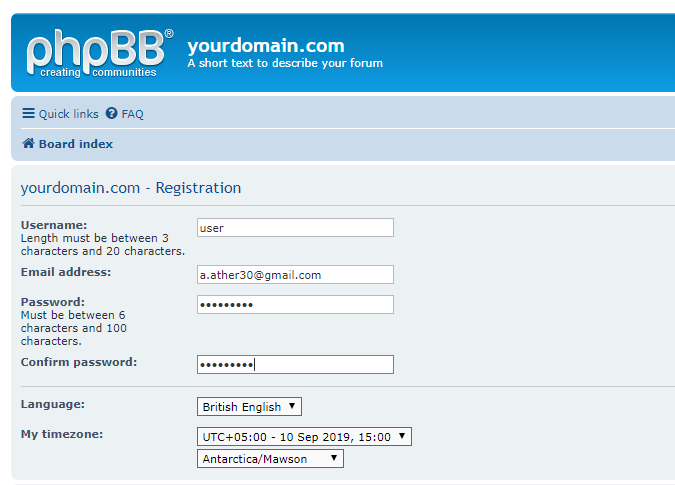 phpBB®
creating communities
yourdomain.com
A short text to describe your forum
Quick links FAQ
Board index
yourdomain.com - Registration
Username: user
Length must be between 3
characters and 20 characters.
Email address: a.ather30@gmail.com
Password: •••••••••
Must be between 6
characters and 100
characters.
Confirm password: •••••••••
Language: British English
My timezone: UTC+05:00 - 10 Sep 2019, 15:00
Antarctica/Mawson